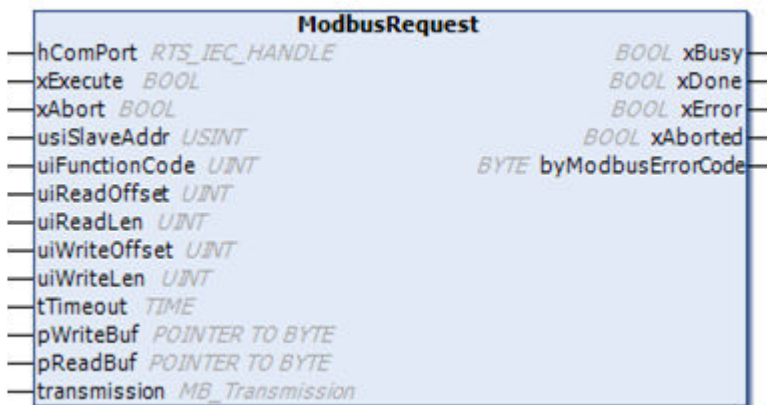 ModbusRequest
hComPort RTS_IEC_HANDLE BOOL xBusy
xExecute BOOL BOOL xDone
xAbort BOOL BOOL xError
usiSlaveAddr USINT BOOL xAborted
uiFunctionCode UINT BYTE byModbusErrorCode
uiReadOffset UINT
uiReadLen UINT
uiWriteOffset UINT
uiWriteLen UINT
tTimeout TIME
pWriteBuf POINTER TO BYTE
pReadBuf POINTER TO BYTE
transmission MB_Transmission